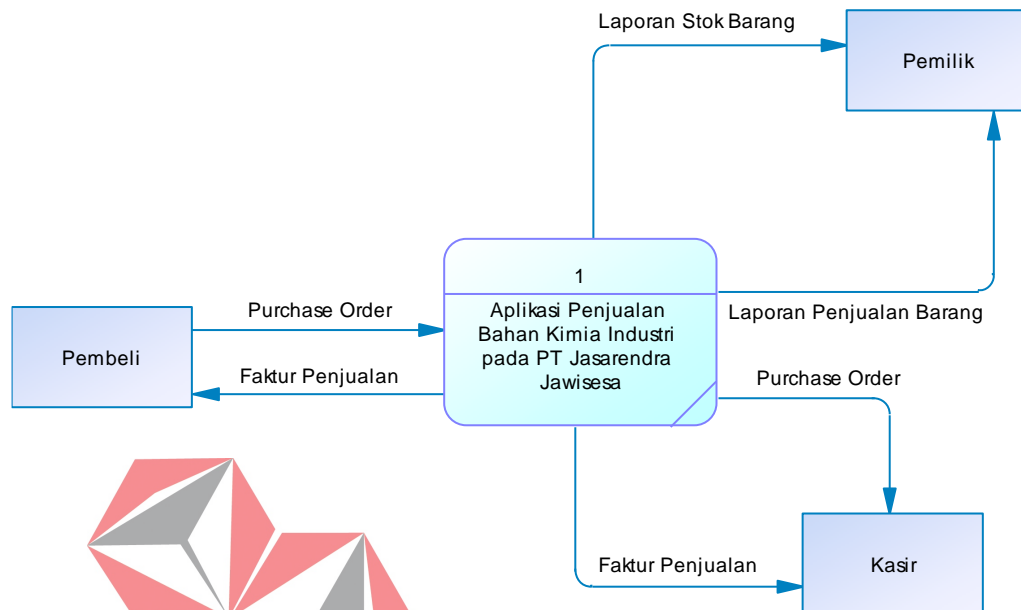 Laporan Stok Barang
Pemilik
1
Aplikasi Penjualan
Bahan Kimia Industri
pada PT Jasarendra
Jawisesa
Purchase Order
Laporan Penjualan Barang
Pembeli
Faktur Penjualan
Purchase Order
Faktur Penjualan
Kasir